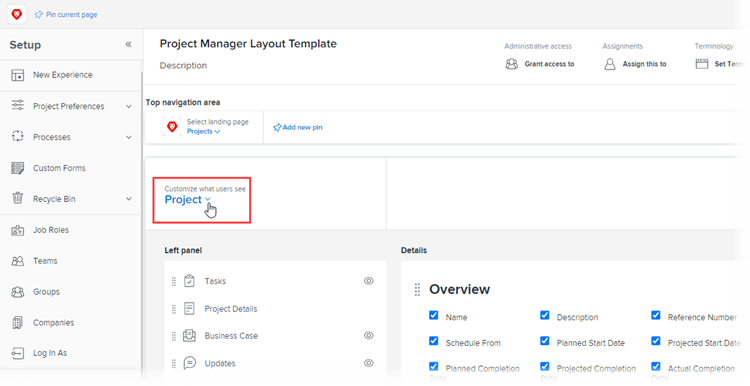 Pin current page
Setup
New Experience
Project Preferences
Processes
Custom Forms
Recycle Bin
Job Roles
Teams
Groups
Companies
Log In As
Project Manager Layout Template
Description
Administrative access
Grant access to
Assignments
Assign this to
Terminology
Set Term
Top navigation area
Select landing page
Projects
Add new pin
Customize what users see
Project
Left panel
Tasks
Project Details
Business Case
Updates
Details
Overview
Name Description Reference Number
Schedule From Planned Start Date Projected Start Date
Planned Completion Projected Completion Actual Completion
Date Date Date